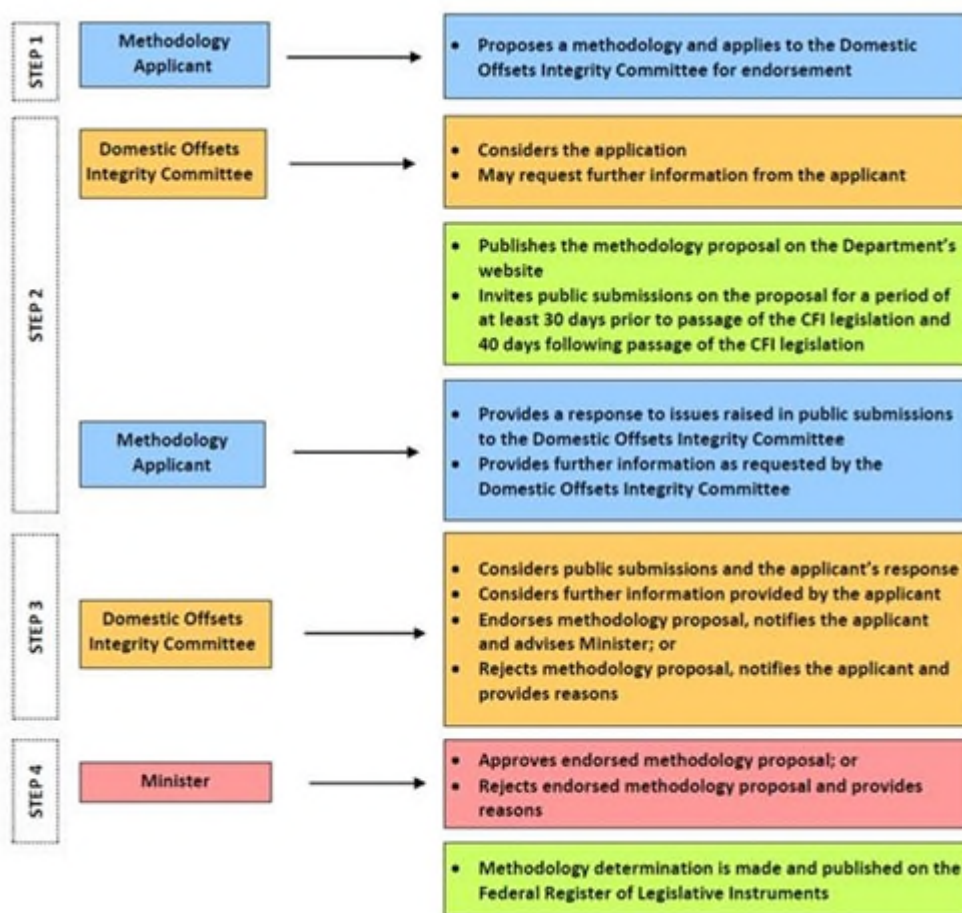 STEP 1
Methodology
Applicant
• Proposes a methodology and applies to the Domestic
Offsets Integrity Committee for endorsement
STEP 2
Domestic Offsets
Integrity Committee
• Considers the application
• May request further information from the applicant
• Publishes the methodology proposal on the Department's
website
• Invites public submissions on the proposal for a period of
at least 30 days prior to passage of the CFI legislation and
40 days following passage of the CFI legislation
Methodology
Applicant
• Provides a response to issues raised in public submissions
to the Domestic Offsets Integrity Committee
• Provides further information as requested by the
Domestic Offsets Integrity Committee
STEP 3
Domestic Offsets
Integrity Committee
• Considers public submissions and the applicant's response
• Considers further information provided by the applicant
• Endorses methodology proposal, notifies the applicant
and advises Minister; or
• Rejects methodology proposal, notifies the applicant and
provides reasons
STEP 4
Minister
• Approves endorsed methodology proposal; or
• Rejects endorsed methodology proposal and provides
reasons
• Methodology determination is made and published on the
Federal Register of Legislative Instruments